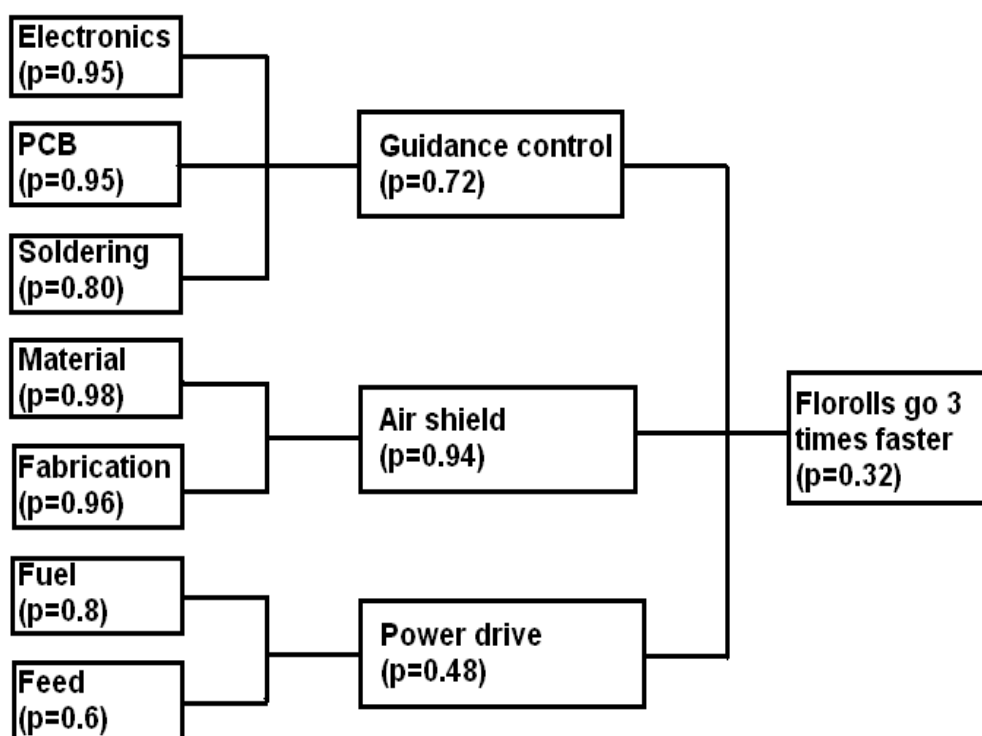 Electronics
(p=0.95)
PCB
(p=0.95)
Soldering
(p=0.80)
Material
(p=0.98)
Fabrication
(p=0.96)
Fuel
(p=0.8)
Feed
(p=0.6)
Guidance control
(p=0.72)
Air shield
(p=0.94)
Power drive
(p=0.48)
Florolls go 3
times faster
(p=0.32)